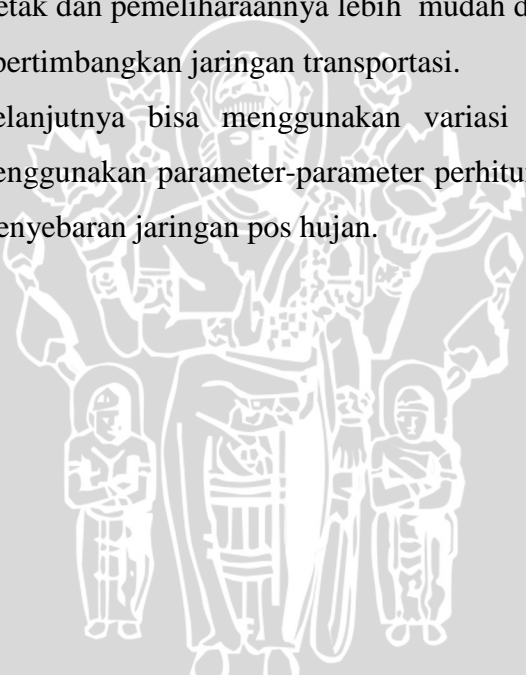 etak dan pemeliharaannya lebih mudah d
pertimbangkan jaringan transportasi.
elanjutnya bisa menggunakan variasi
enggunakan parameter-parameter perhitu
enyebaran jaringan pos hujan.